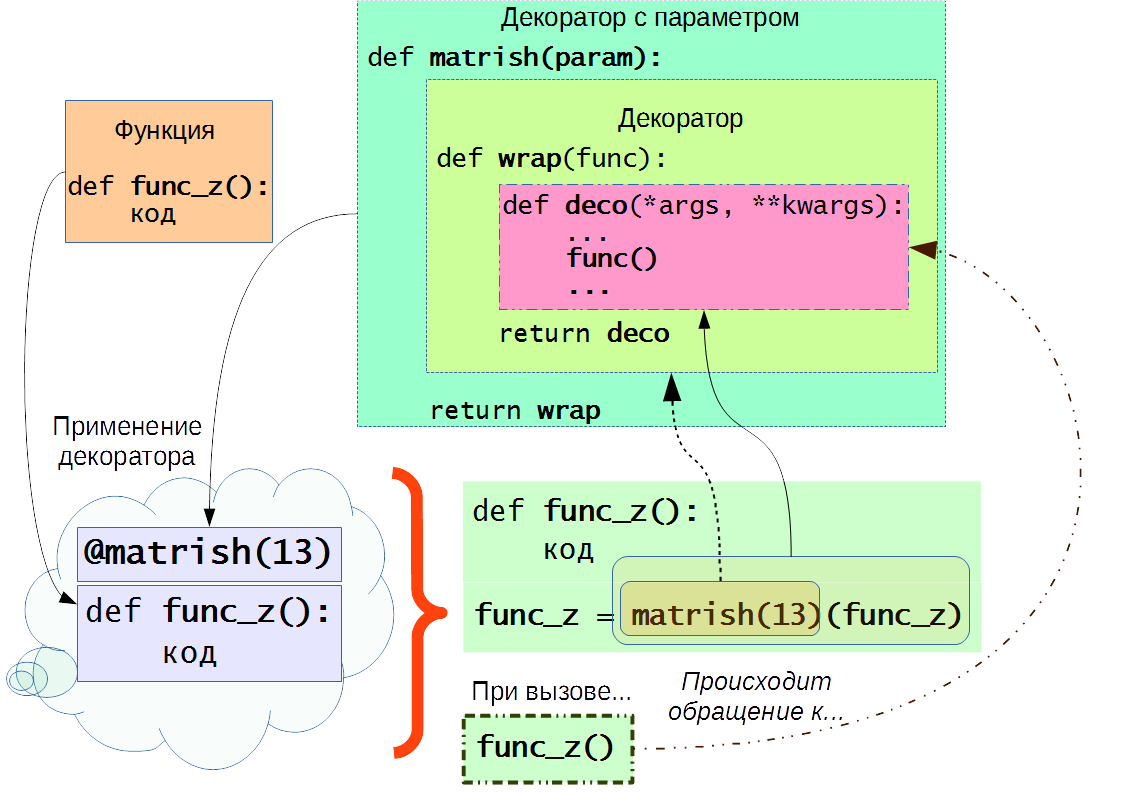 Декоратор с параметром
def matrish(param):
Декоратор
def wrap(func):
def deco(*args, **kwargs):
...
func()
...
return deco
return wrap
Функция
def func_z():
код
Применение
декоратора
@matrish(13)
def func_z():
код
def func_z():
код
func_z = matrish(13)(func_z)
При вызове...
func_z()
Происходит
обращение к...